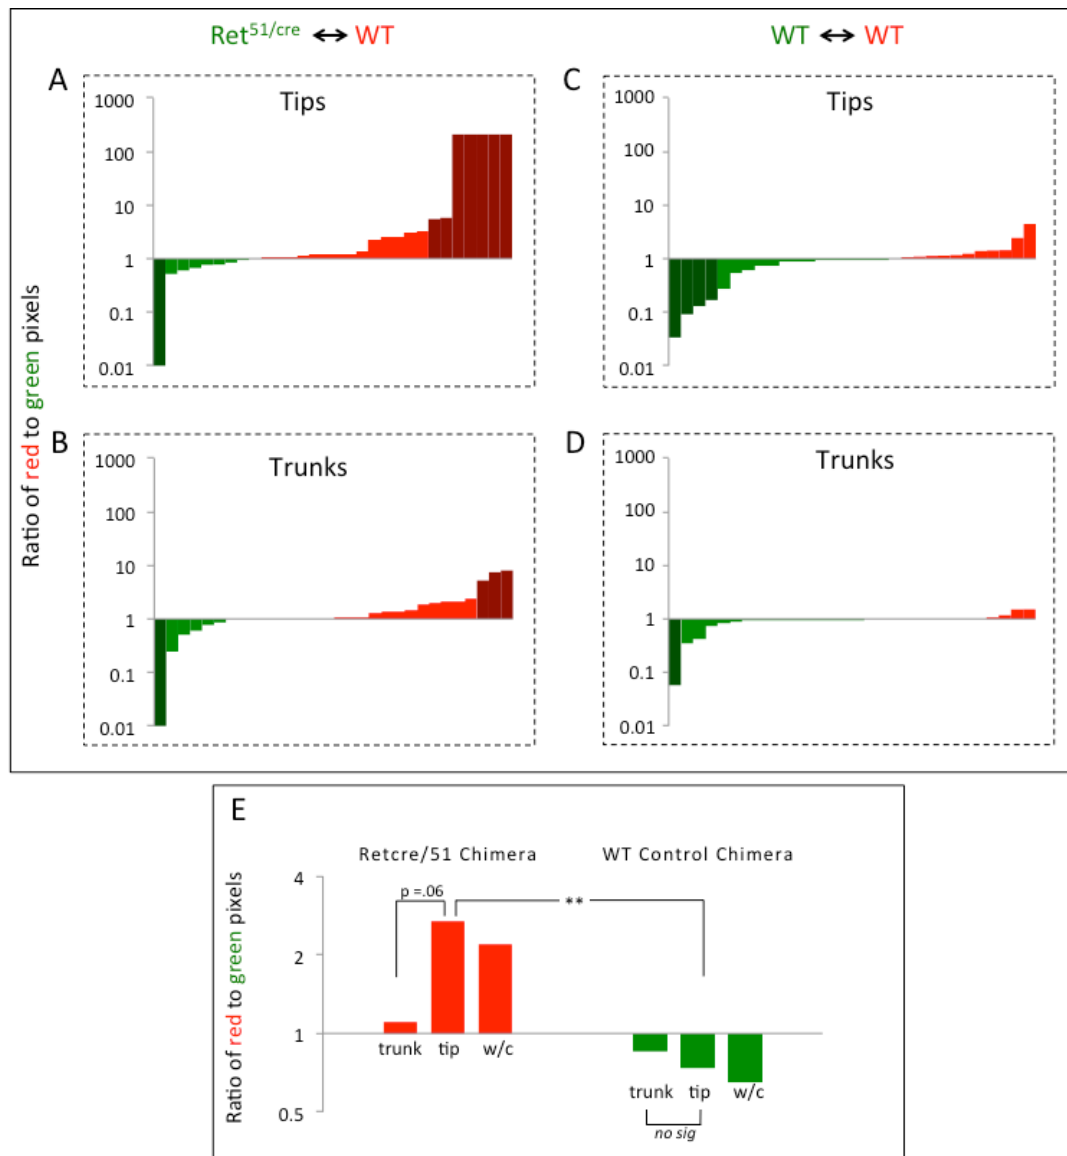 Ret51/cre ↔ WT
WT ↔ WT
Ratio of red to green pixels
A
Tips
1000
100
10
1
0.1
0.01
C
Tips
1000
100
10
1
0.1
0.01
B
Trunks
1000
100
10
1
0.1
0.01
D
Trunks
1000
100
10
1
0.1
0.01
E
Retcre/51 Chimera
WT Control Chimera
Ratio of red to green pixels
4
2
1
0.5
p =.06
**
trunk tip w/c
trunk tip w/c
no sig